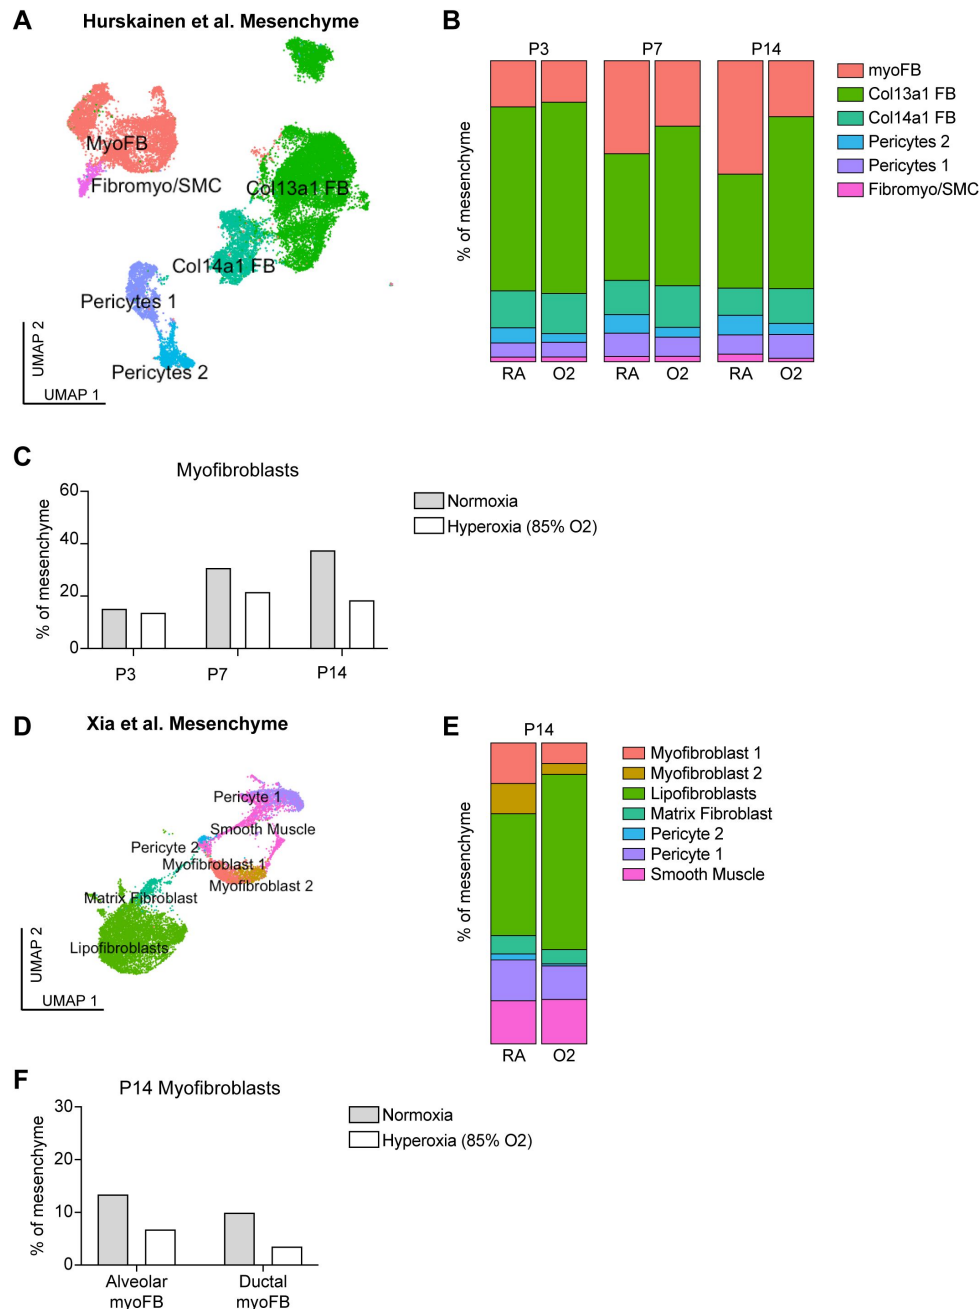 A
Hurskainen et al. Mesenchyme
MyoFB
Fibromyo/SMC
Col13a1 FB
Col14a1 FB
Pericytes 1
Pericytes 2
UMAP 2
UMAP 1
B
P3 P7 P14
% of mesenchyme
RA O2 RA O2 RA O2
myoFB
Col13a1 FB
Col14a1 FB
Pericytes 2
Pericytes 1
Fibromyo/SMC
C
Myofibroblasts
% of mesenchyme
60
40
20
0
P3 P7 P14
Normoxia
Hyperoxia (85% O2)
D
Xia et al. Mesenchyme
Pericyte 1
Smooth Muscle
Pericyte 2
Myofibroblast 1
Myofibroblast 2
Matrix Fibroblast
Lipofibroblasts
UMAP 2
UMAP 1
E
P14
% of mesenchyme
RA O2
Myofibroblast 1
Myofibroblast 2
Lipofibroblasts
Matrix Fibroblast
Pericyte 2
Pericyte 1
Smooth Muscle
F
P14 Myofibroblasts
% of mesenchyme
30
20
10
0
Alveolar Ductal
myoFB myoFB
Normoxia
Hyperoxia (85% O2)